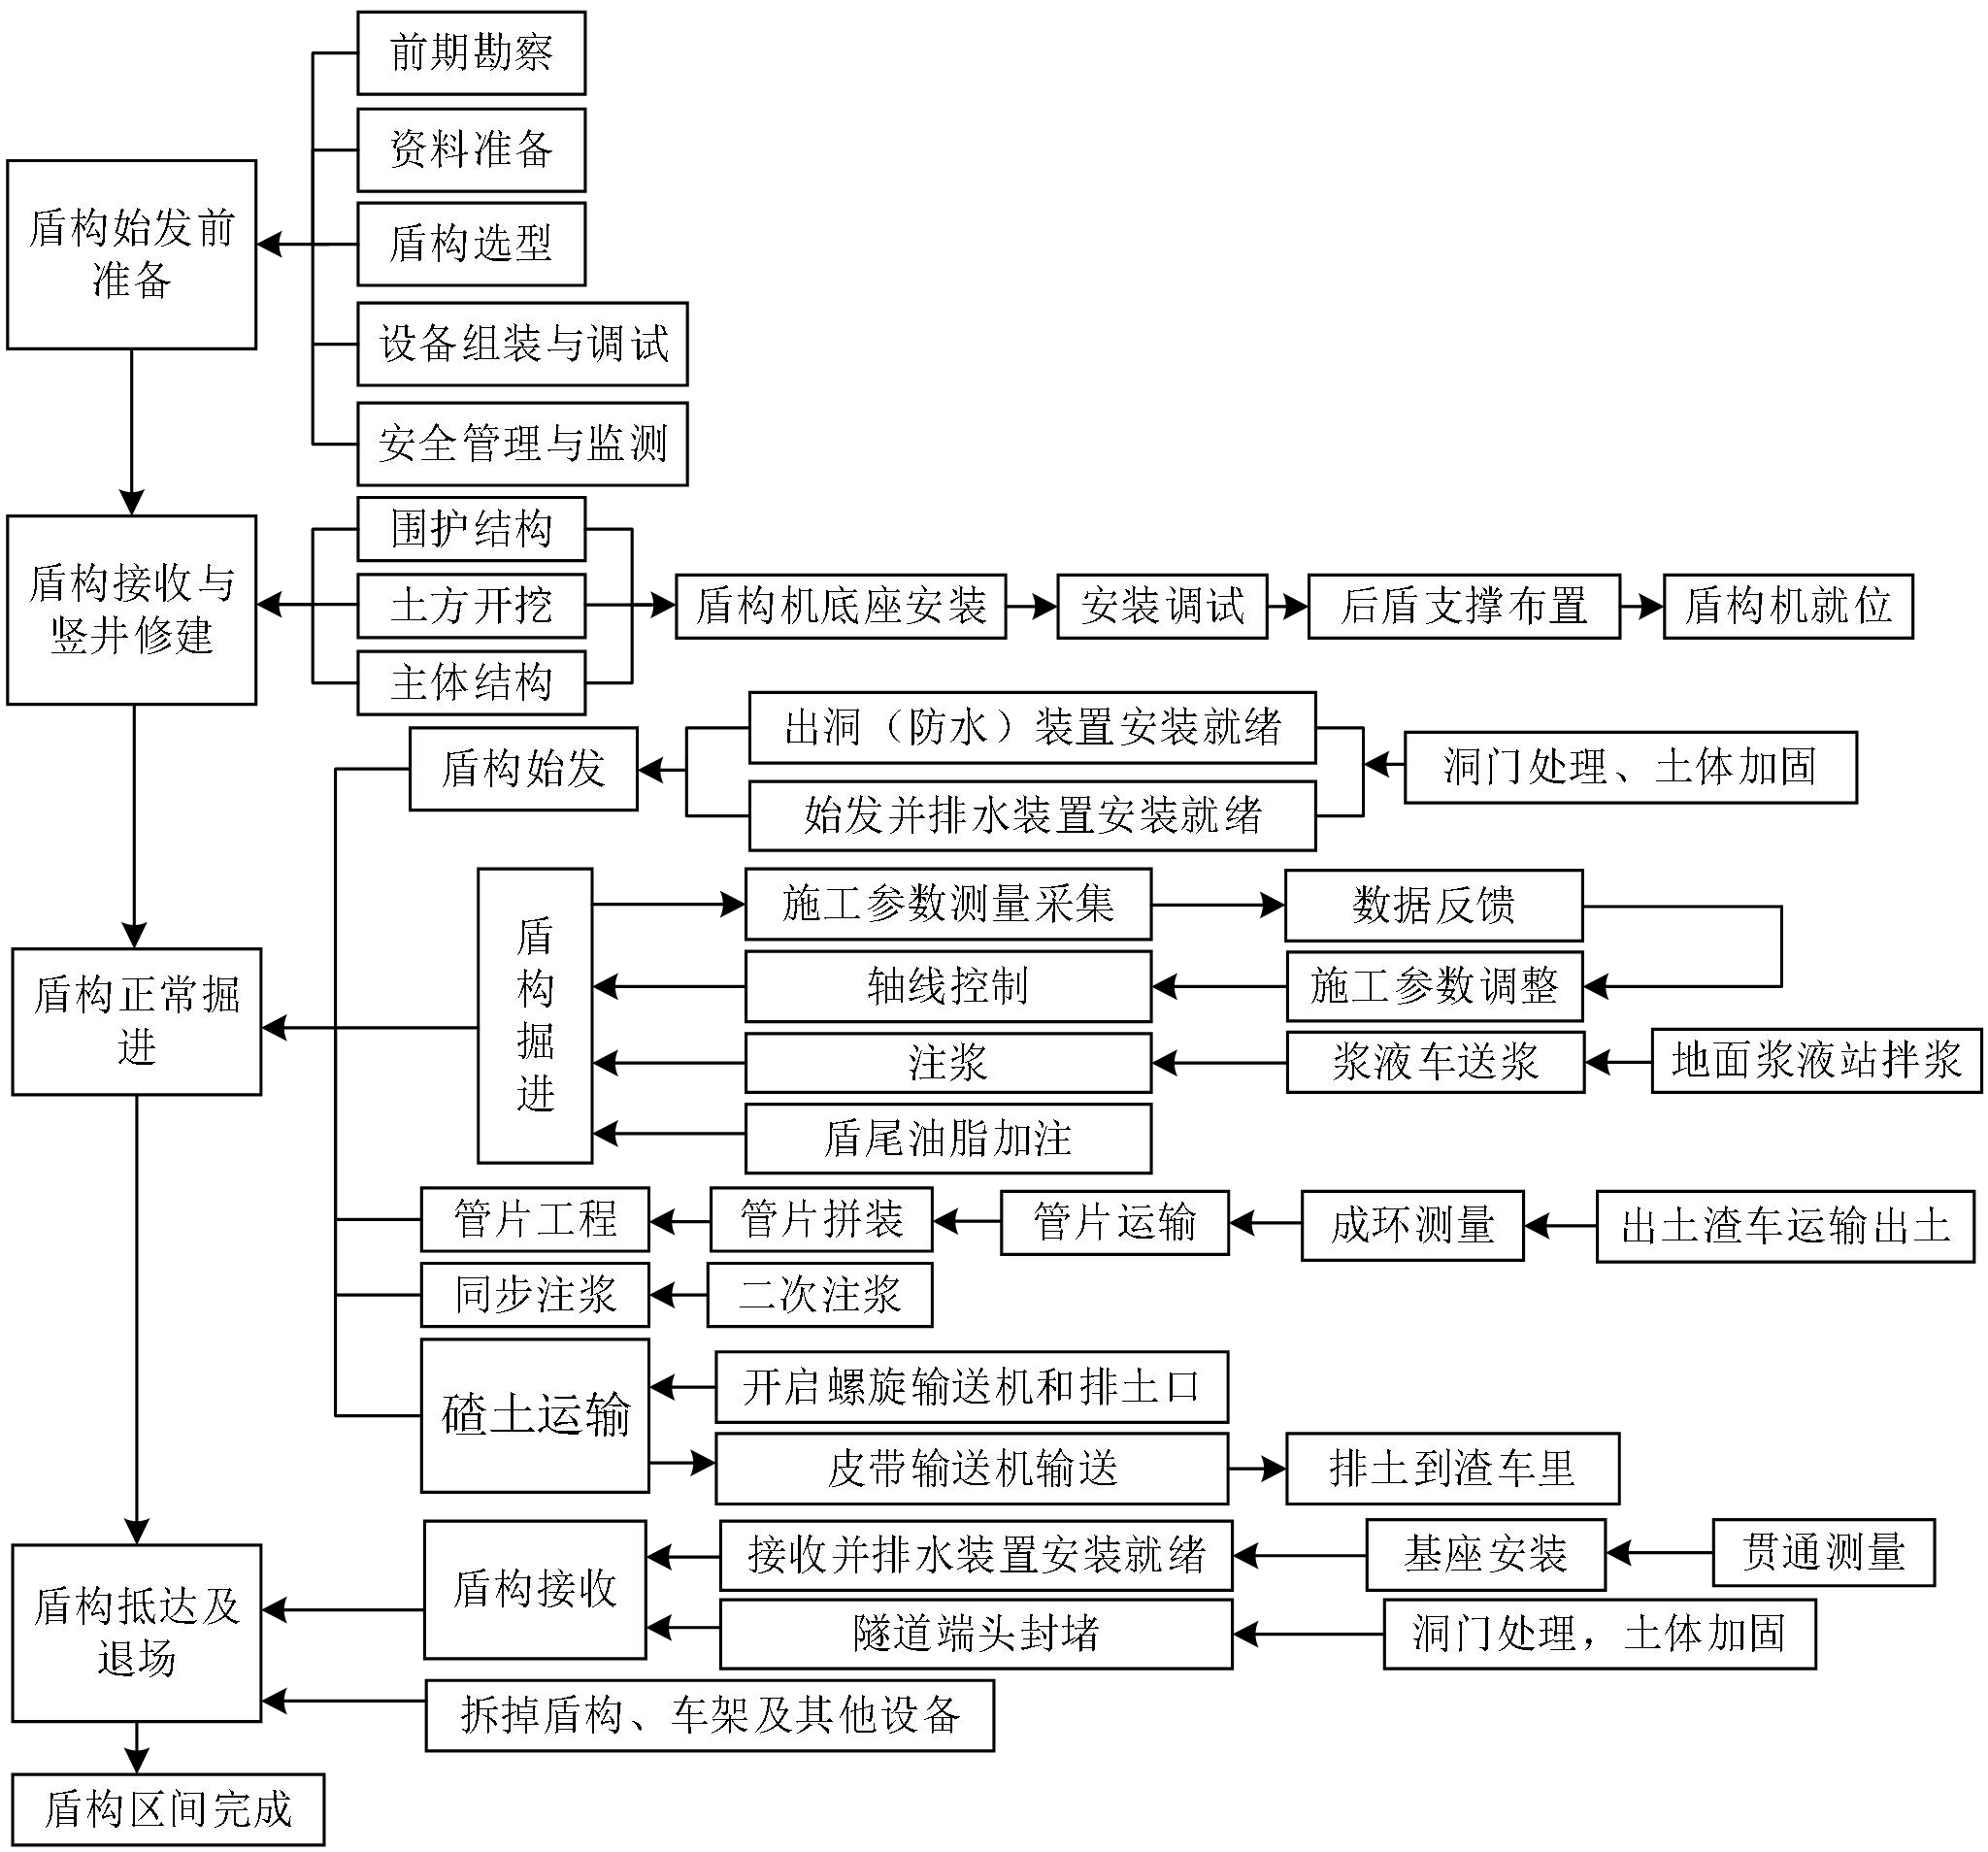 前期勘察
资料准备
盾构始发前
准备
盾构选型
设备组装与调试
安全管理与监测
盾构接收与
竖井修建
围护结构
土方开挖
主体结构
盾构机底座安装
安装调试
后盾支撑布置
盾构机就位
盾构始发
出洞（防水）装置安装就绪
始发并排水装置安装就绪
洞门处理、土体加固
盾构正常掘
进
盾
构
掘
进
施工参数测量采集
数据反馈
轴线控制
施工参数调整
注浆
浆液车送浆
地面浆液站拌浆
盾尾油脂加注
管片工程
管片拼装
管片运输
成环测量
出土渣车运输出土
同步注浆
二次注浆
碴土运输
开启螺旋输送机和排土口
皮带输送机输送
排土到渣车里
盾构抵达及
退场
盾构接收
接收并排水装置安装就绪
基座安装
贯通测量
隧道端头封堵
洞门处理，土体加固
拆掉盾构、车架及其他设备
盾构区间完成